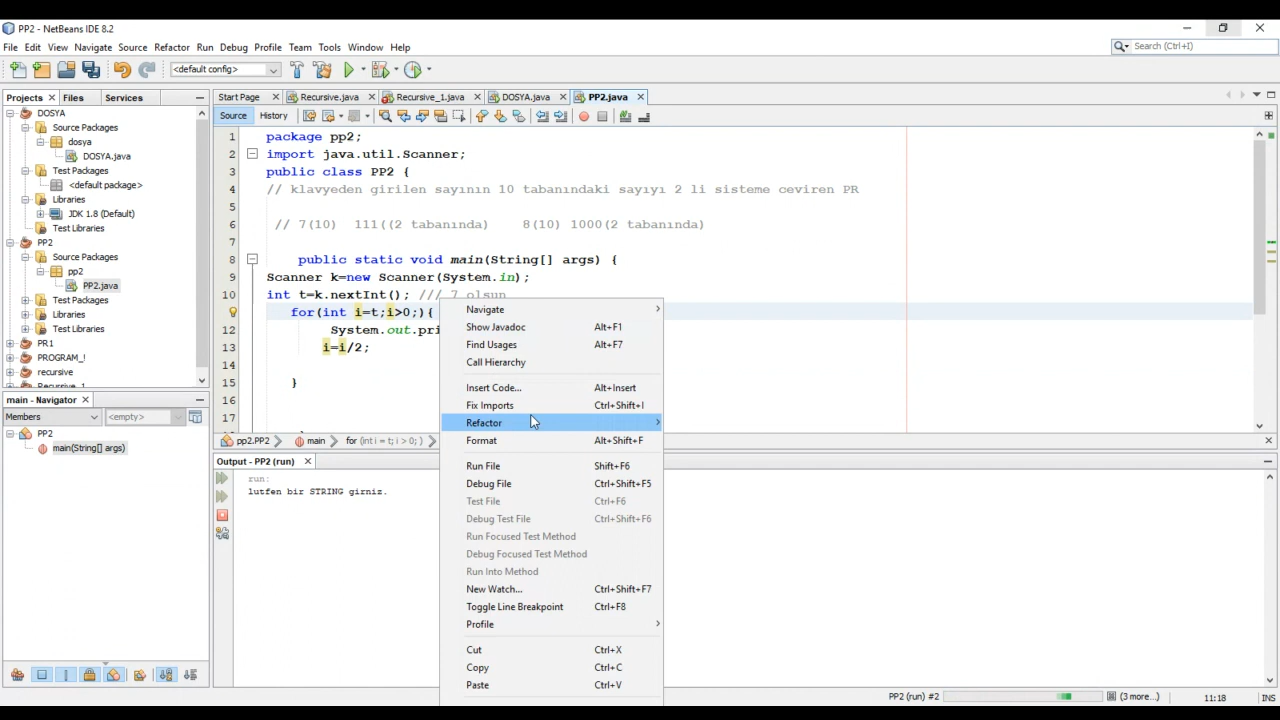 PP2 - NetBeans IDE 8.2
File Edit View Navigate Source Refactor Run Debug Profile Team Tools Window Help
Search (Ctrl+I)
<default config>
Projects Files Services
DOSYA
Source Packages
dosya
DOSYA.java
Test Packages
<default package>
Libraries
JDK 1.8 (Default)
Test Libraries
PP2
Source Packages
pp2
PP2.java
Test Packages
Libraries
Test Libraries
PR1
PROGRAM_!
recursive
Recursive_1
main - Navigator
Members <empty>
PP2
main(String[] args)
Start Page Recursive.java Recursive_1.java DOSYA.java PP2.java
Source History
1 package pp2;
2 import java.util.Scanner;
3 public class PP2 {
4 // klavyeden girilen sayının 10 tabanındaki sayıyı 2 li sisteme ceviren PR
5
6 // 7(10) 111((2 tabanında) 8(10) 1000(2 tabanında)
7
8 public static void main(String[] args) {
9 Scanner k=new Scanner(System.in);
10 int t=k.nextInt(); /// 7 olsun
for(int i=t;i>0;){
12 System.out.pri
13 i=i/2;
14
15 }
16
17
pp2.PP2 main for (int i = t; i > 0; )
Output - PP2 (run)
run:
lutfen bir STRING girniz.
Navigate
Show Javadoc Alt+F1
Find Usages Alt+F7
Call Hierarchy
Insert Code... Alt+Insert
Fix Imports Ctrl+Shift+I
Refactor
Format Alt+Shift+F
Run File Shift+F6
Debug File Ctrl+Shift+F5
Test File Ctrl+F6
Debug Test File Ctrl+Shift+F6
Run Focused Test Method
Debug Focused Test Method
Run Into Method
New Watch... Ctrl+Shift+F7
Toggle Line Breakpoint Ctrl+F8
Profile
Cut Ctrl+X
Copy Ctrl+C
Paste Ctrl+V
PP2 (run) #2 (3 more...) 11:18 INS